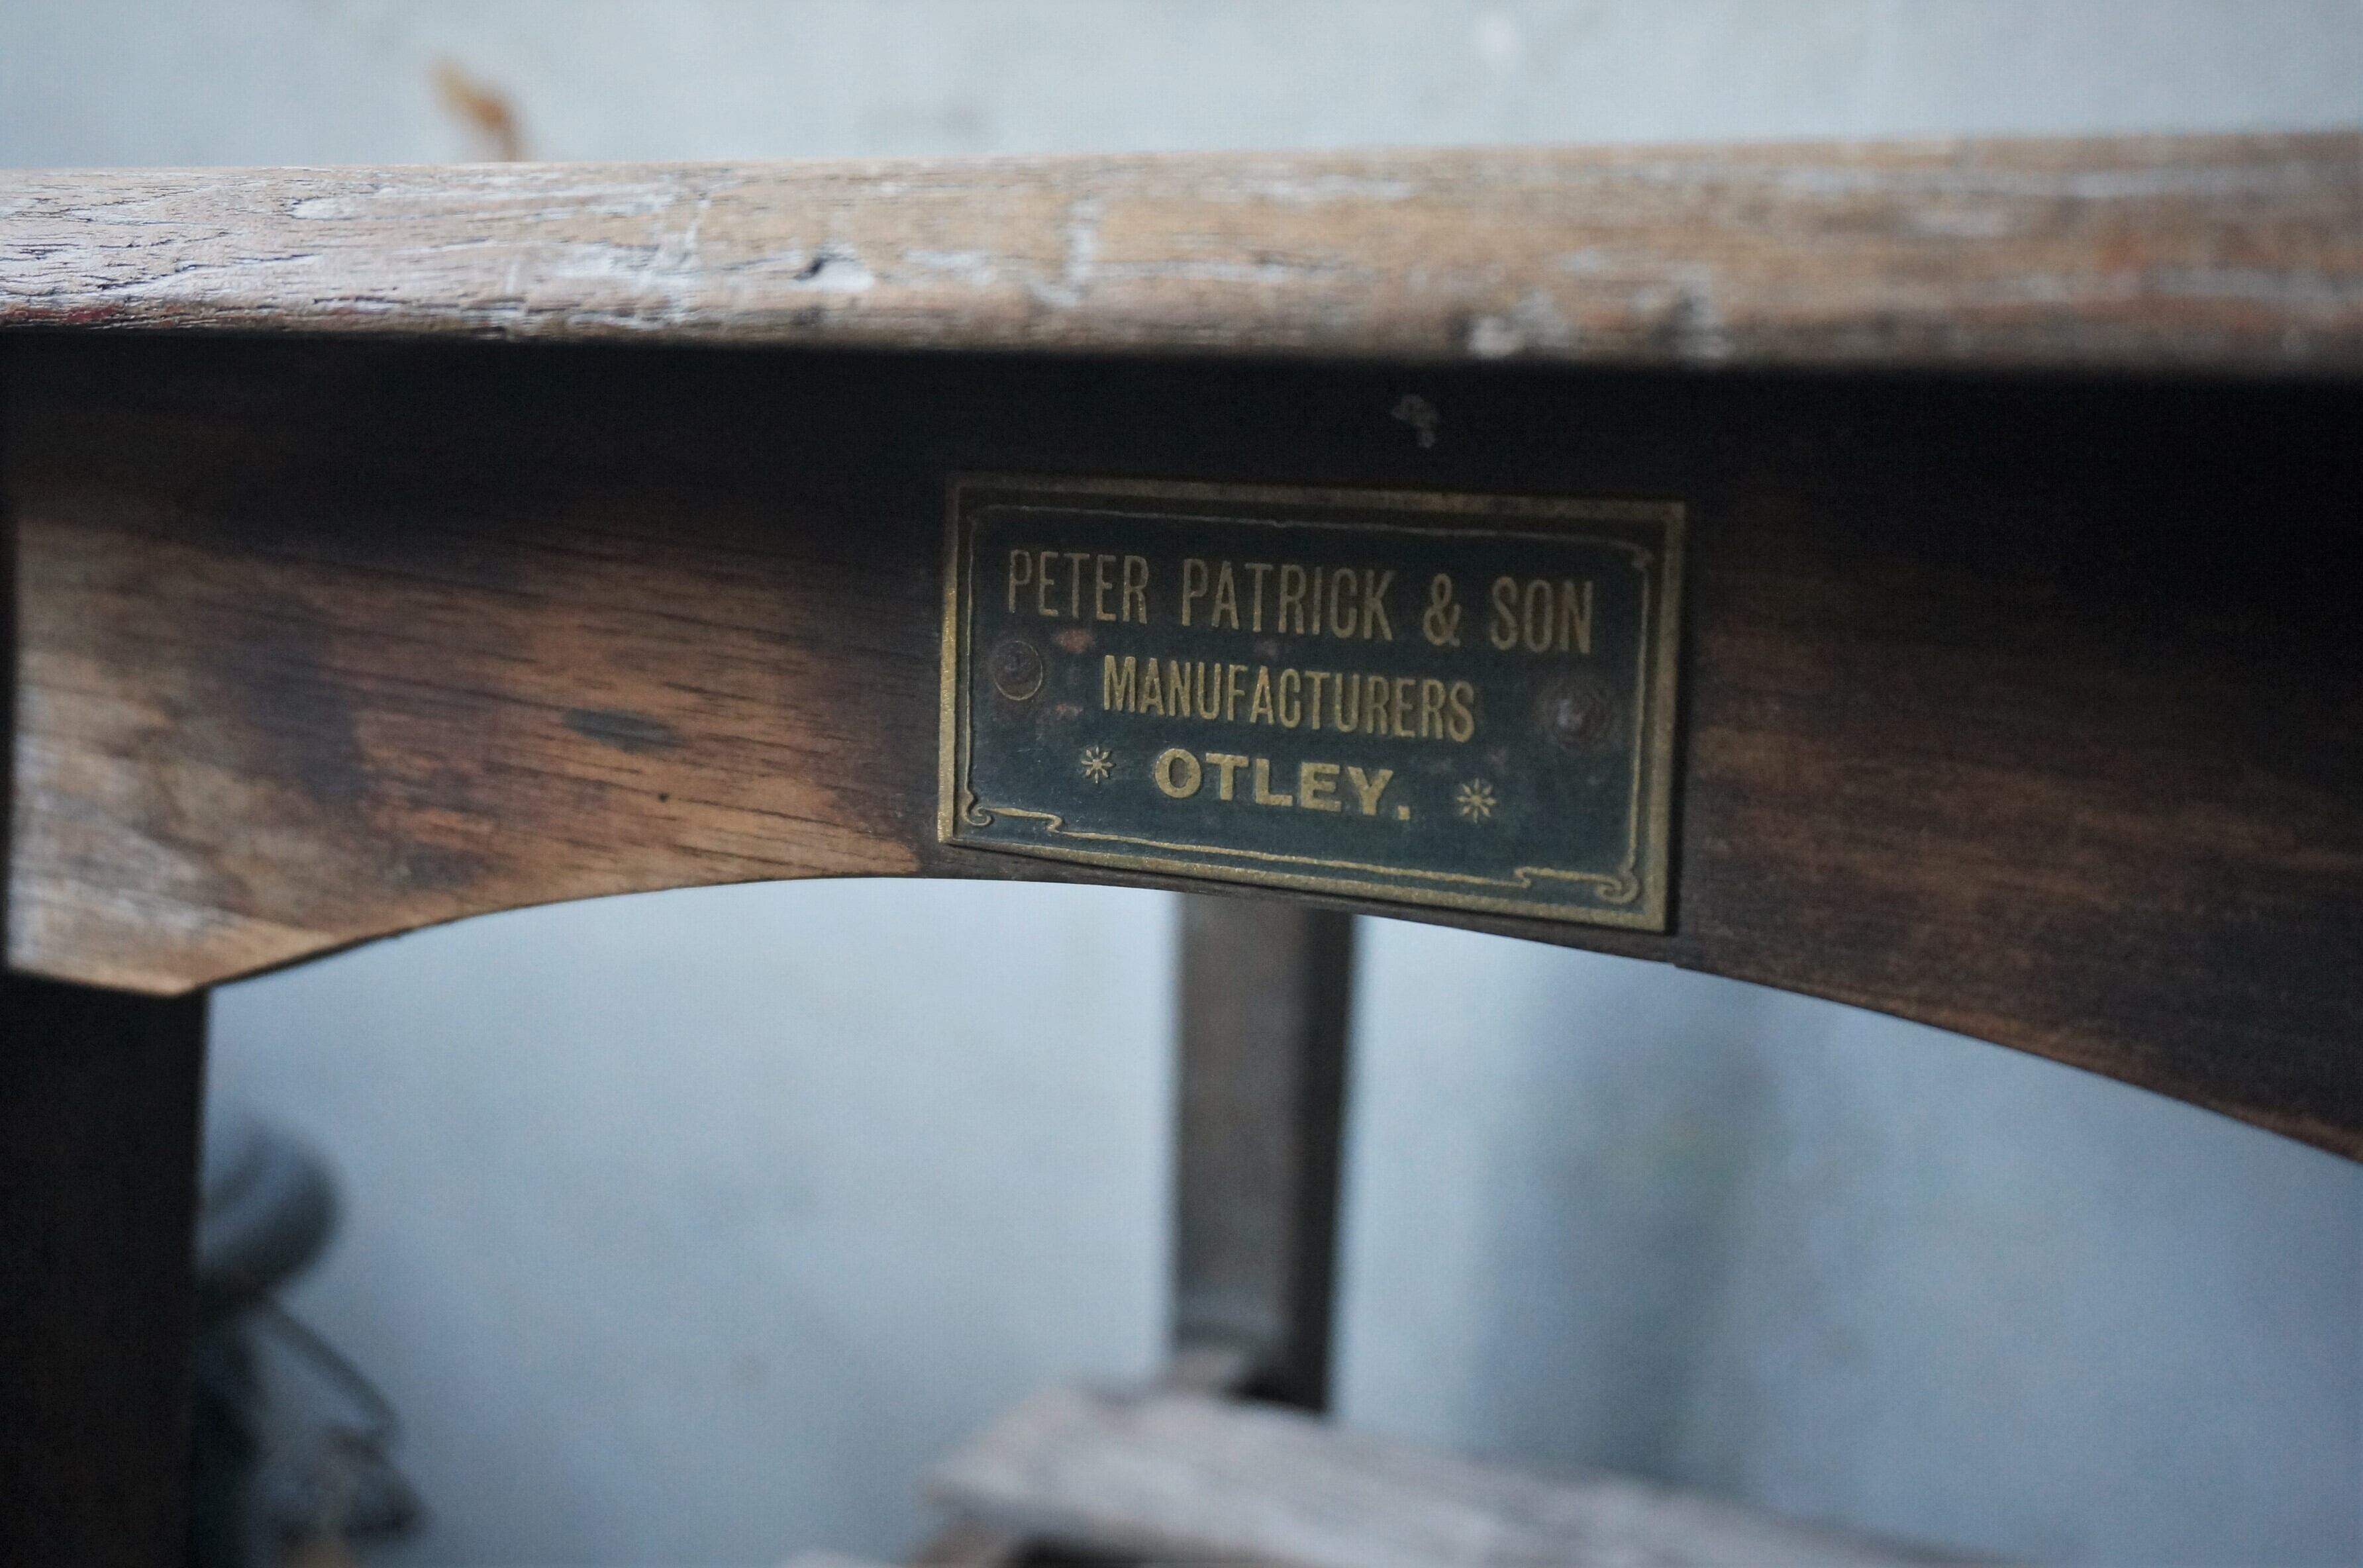 PETER PATRICK & SON
MANUFACTURERS
OTLEY.